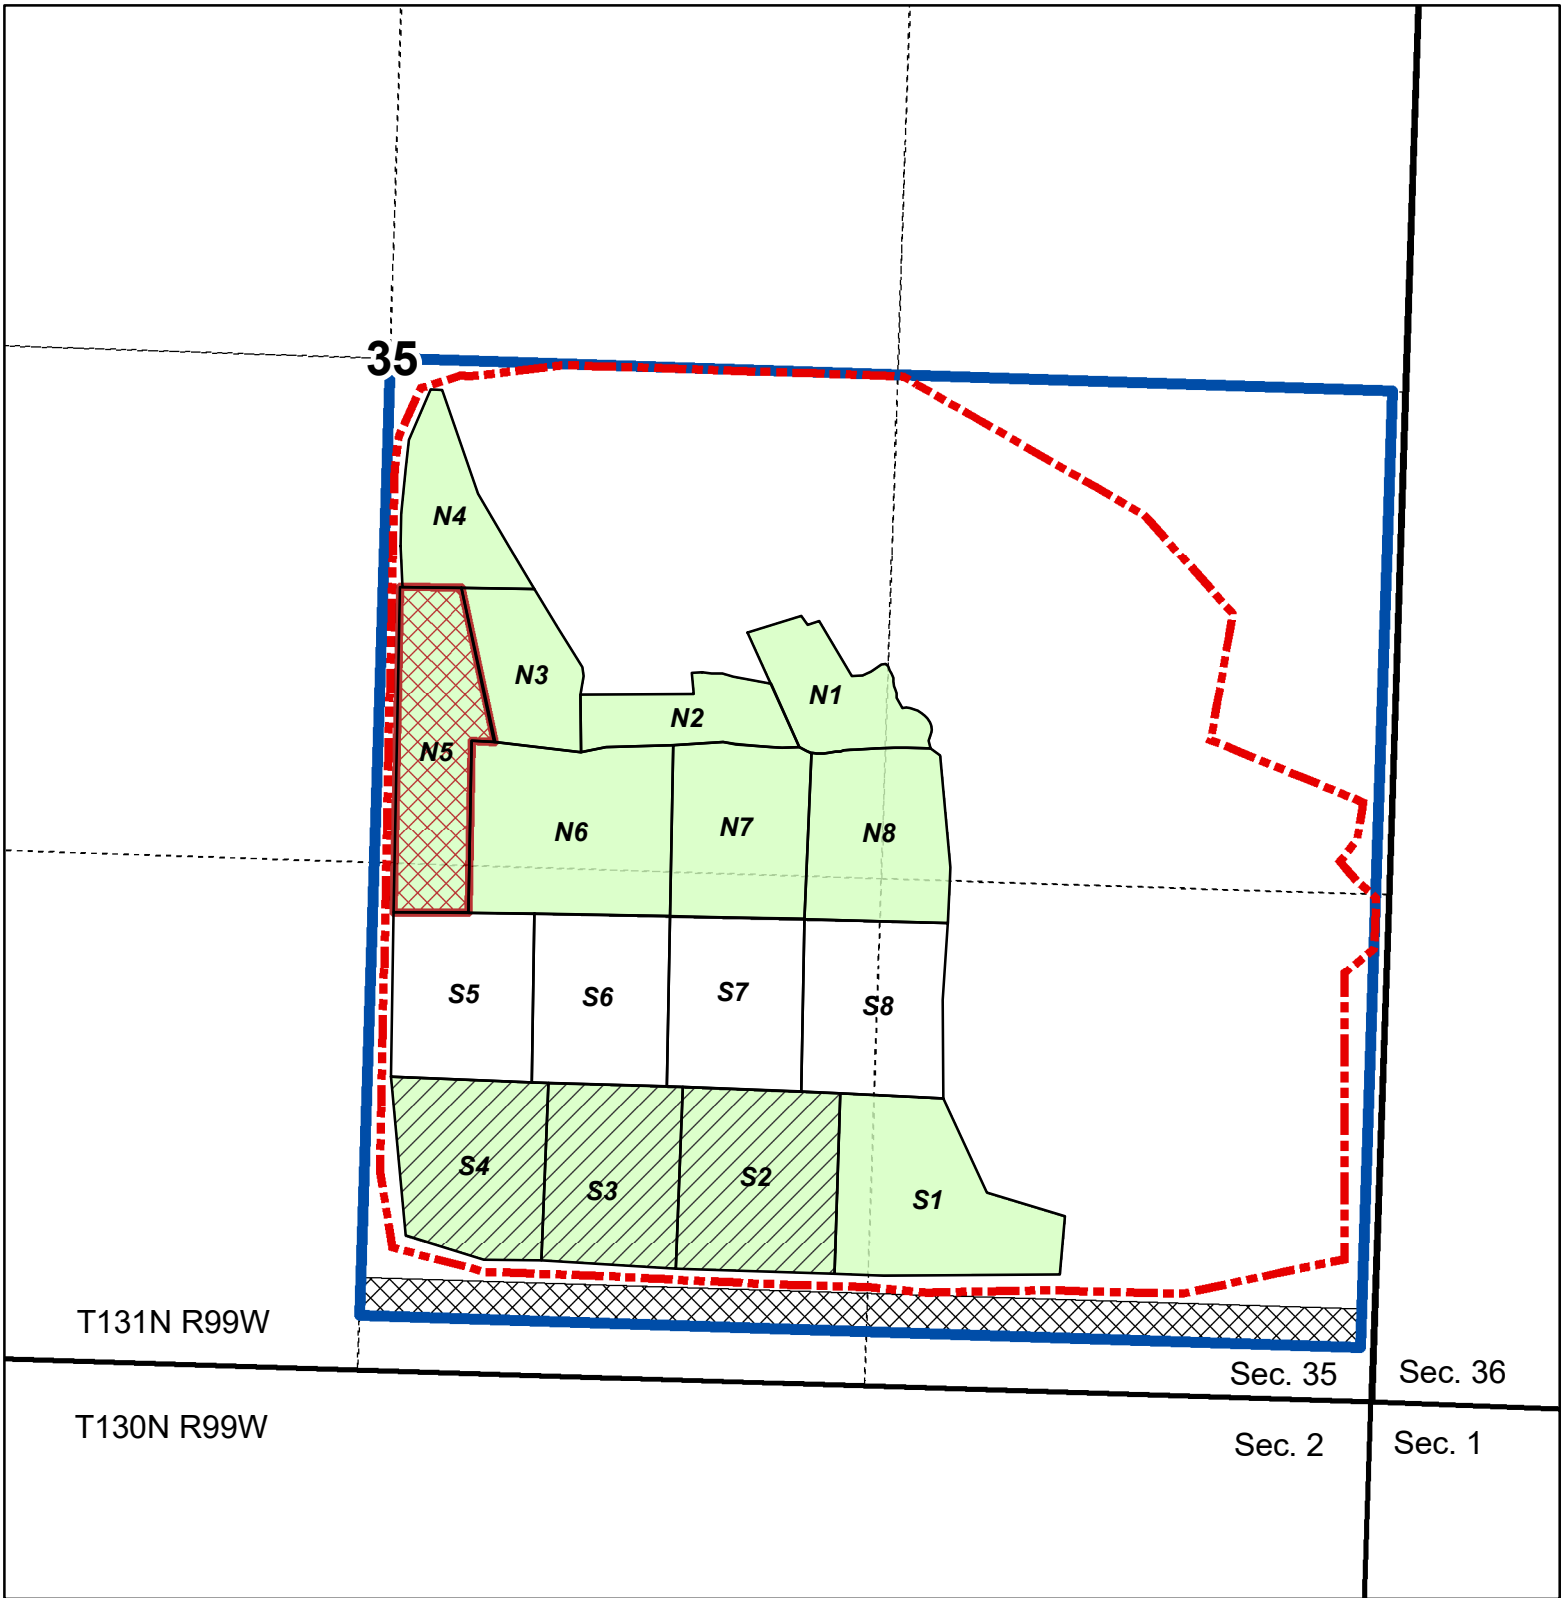 35
N4
N3
N1
N2
N5
N6
N7
N8
S5
S6
S7
S8
S4
S3
S2
S1
T131N R99W
Sec. 35
Sec. 36
T130N R99W
Sec. 2
Sec. 1